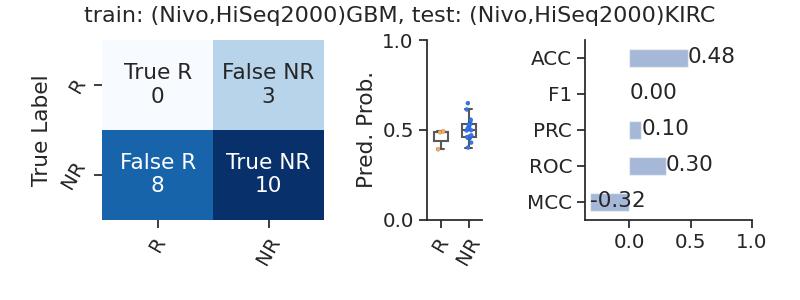 train: (Nivo,HiSeq2000)GBM, test: (Nivo,HiSeq2000)KIRC
True Label
R
NR
True R
0
False NR
3
False R
8
True NR
10
R
NR
Pred. Prob.
1.0
0.5
0.0
R
NR
ACC
0.48
F1
0.00
PRC
0.10
ROC
0.30
MCC
-0.32
0.0
0.5
1.0